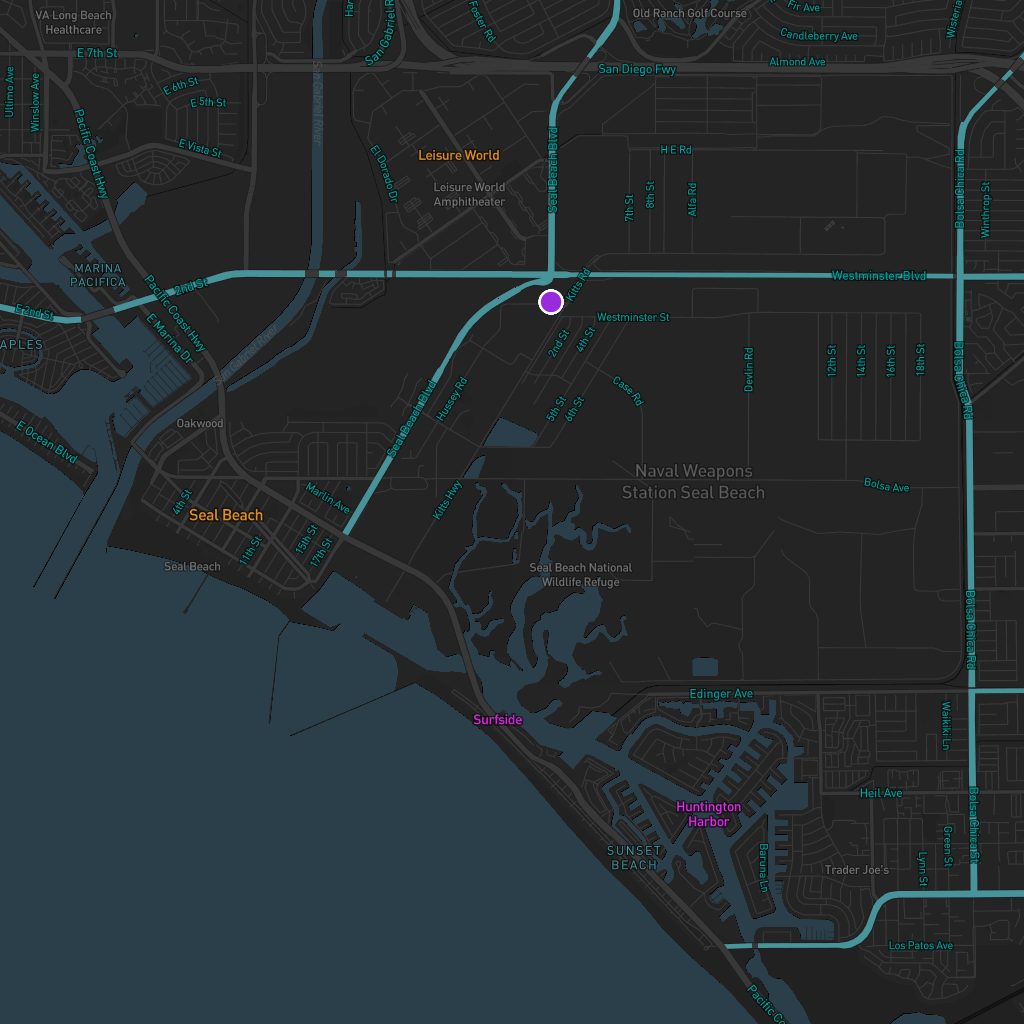 VA Long Beach
Healthcare
E 7th St
San Gabriel R
Foster Rd
Old Ranch Golf Course
Fir Ave
Candleberry Ave
Wisteria
San Diego Fwy
Almond Ave
Ultimo Ave
Winslow Ave
E 6th St
E 5th St
Pacific Coast Hwy
San Gabriel River
E Vista St
El Dorado Dr
Leisure World
Leisure World
Amphitheater
Seal Beach Blvd
H E Rd
7th St
8th St
Alfa Rd
Bolsa Chica Rd
Winthrop St
MARINA
PACIFICA
2nd St
E 2nd St
Pacific Coast Hwy
E Marina Dr
San Gabriel River
Kitts Rd
Westminster Blvd
Westminster St
2nd St
4th St
Devlin Rd
12th St
14th St
16th St
18th St
Bolsa Chica Rd
APLES
Case Rd
5th St
6th St
Hussey Rd
Seal Beach Blvd
Oakwood
E Ocean Blvd
Naval Weapons
Station Seal Beach
Bolsa Ave
Kitts Hwy
Marlin Ave
4th St
Seal Beach
11th St
15th St
17th St
Seal Beach
Seal Beach National
Wildlife Refuge
Bolsa Chica Rd
Edinger Ave
Surfside
Waikiki Ln
Huntington
Harbor
Heil Ave
Bolsa Chica St
Green St
Lynn St
SUNSET
BEACH
Baruna Ln
Trader Joe's
Los Patos Ave
Pacific Co